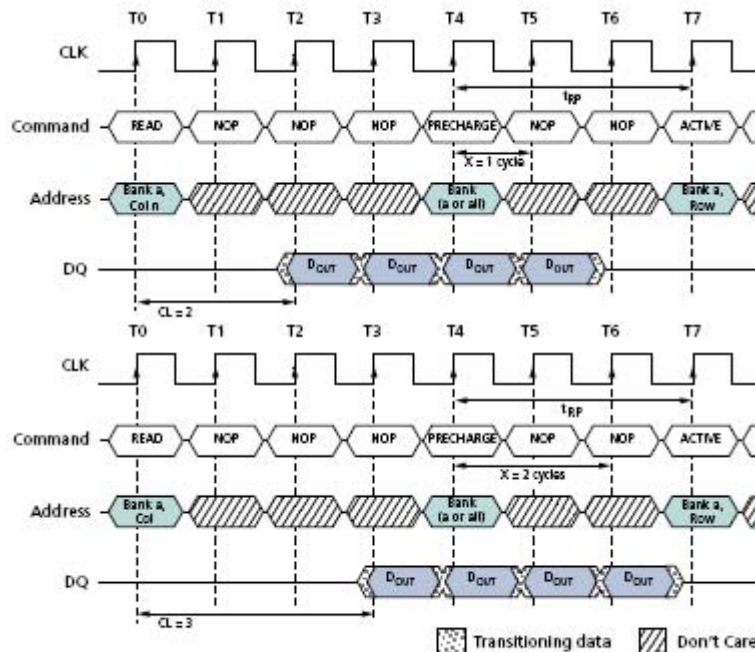 T0 T1 T2 T3 T4 T5 T6 T7
CLK
tRP
Command READ NOP NOP NOP PRECHARGE NOP NOP ACTIVE
X = 1 cycle
Address Bank a, Col n Bank (a or all) Bank a, Row
DQ DOUT DOUT DOUT DOUT
CL = 2
T0 T1 T2 T3 T4 T5 T6 T7
CLK
tRP
Command READ NOP NOP NOP PRECHARGE NOP NOP ACTIVE
X = 2 cycles
Address Bank a, Col Bank (a or all) Bank a, Row
DQ DOUT DOUT DOUT DOUT
CL = 3
Transitioning data Don't Care